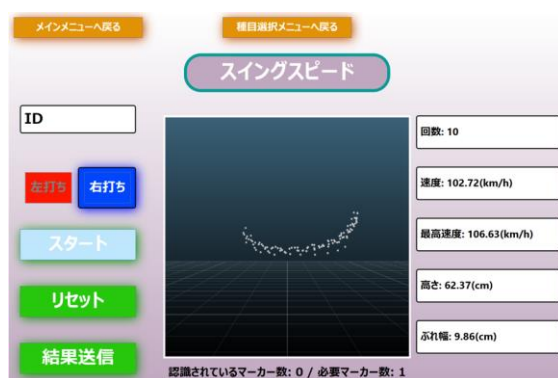 メインメニューへ戻る
種目選択メニューへ戻る
スイングスピード
ID
左打ち
右打ち
スタート
リセット
結果送信
回数: 10
速度: 102.72(km/h)
最高速度: 106.63(km/h)
高さ: 62.37(cm)
ぶれ幅: 9.86(cm)
認識されているマーカー数: 0 / 必要マーカー数: 1